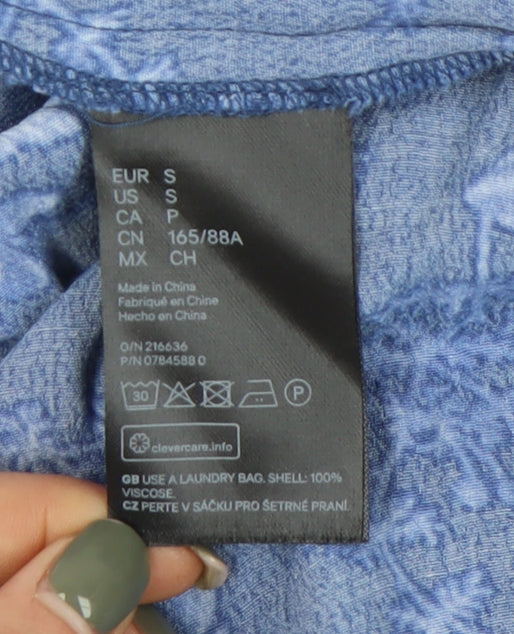 EUR S
US S
CA P
CN 165/88A
MX CH
Made in China
Fabriqué en Chine
Hecho en China
O/N 216636
P/N 0784588 0
30 P
clevercare.info
GB USE A LAUNDRY BAG. SHELL: 100%
VISCOSE.
CZ PERTE V SÁČKU PRO ŠETRNÉ PRANÍ.